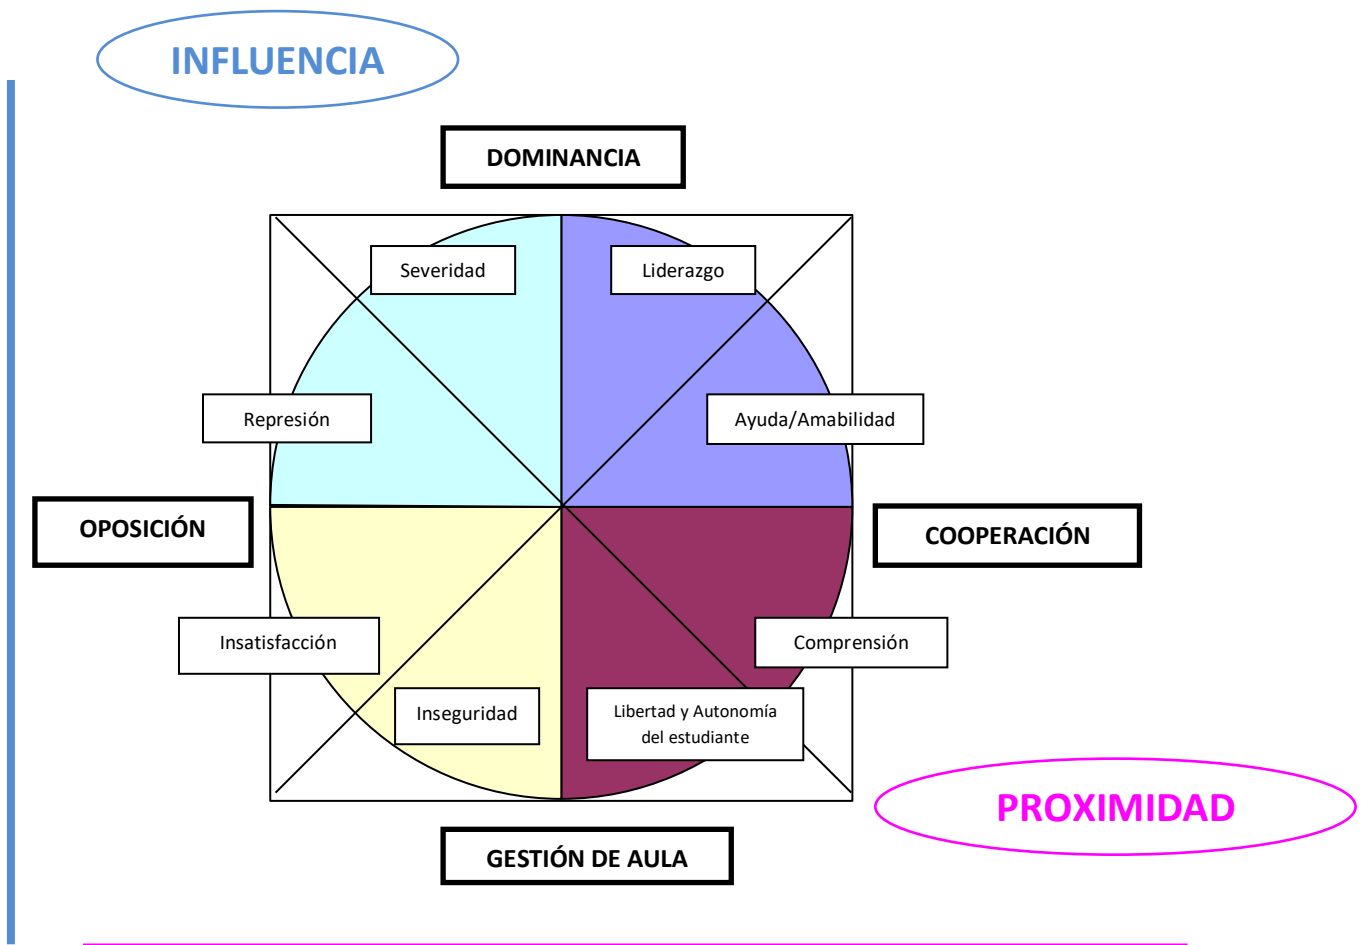 INFLUENCIA
DOMINANCIA
Severidad
Liderazgo
Represión
Ayuda/Amabilidad
OPOSICIÓN
COOPERACIÓN
Insatisfacción
Comprensión
Inseguridad
Libertad y Autonomía
del estudiante
PROXIMIDAD
GESTIÓN DE AULA